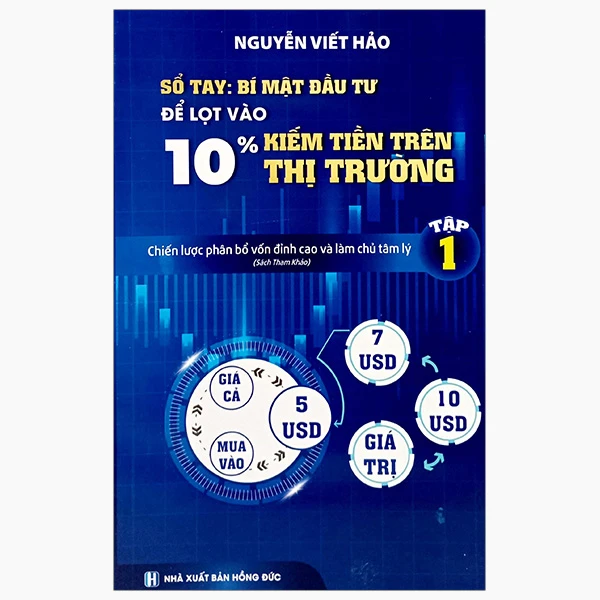 NGUYỄN VIẾT HẢO
SỔ TAY: BÍ MẬT ĐẦU TƯ
ĐỂ LỌT VÀO
10% KIẾM TIỀN TRÊN
THỊ TRƯỜNG
TẬP
1
Chiến lược phân bổ vốn đỉnh cao và làm chủ tâm lý
(Sách Tham Khảo)
GIÁ
CẢ
MUA
VÀO
5
USD
7
USD
10
USD
GIÁ
TRỊ
H
NHÀ XUẤT BẢN HỒNG ĐỨC